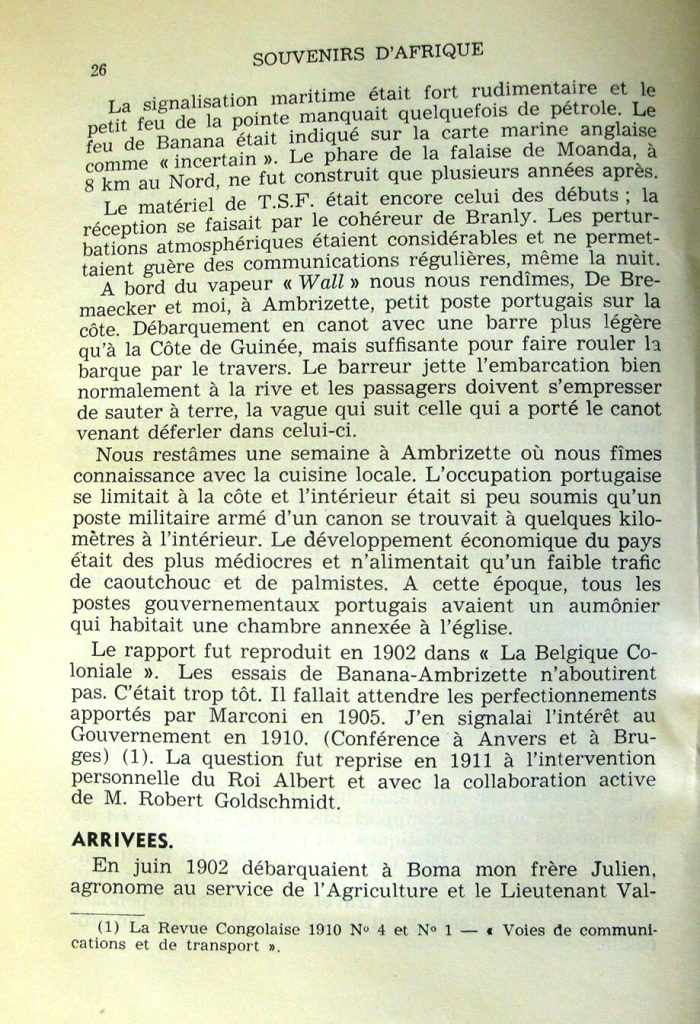 26
SOUVENIRS D'AFRIQUE
La signalisation maritime était fort rudimentaire et le
petit feu de la pointe manquait quelquefois de pétrole. Le
feu de Banana était indiqué sur la carte marine anglaise
comme « incertain ». Le phare de la falaise de Moanda, à
8 km au Nord, ne fut construit que plusieurs années après.
Le matériel de T.S.F. était encore celui des débuts ; la
réception se faisait par le cohéreur de Branly. Les pertur-
bations atmosphériques étaient considérables et ne permet-
taient guère des communications régulières, même la nuit.
A bord du vapeur « Wall » nous nous rendîmes, De Bre-
maecker et moi, à Ambrizette, petit poste portugais sur la
côte. Débarquement en canot avec une barre plus légère
qu'à la Côte de Guinée, mais suffisante pour faire rouler la
barque par le travers. Le barreur jette l'embarcation bien
normalement à la rive et les passagers doivent s'empresser
de sauter à terre, la vague qui suit celle qui a porté le canot
venant déferler dans celui-ci.
Nous restâmes une semaine à Ambrizette où nous fîmes
connaissance avec la cuisine locale. L'occupation portugaise
se limitait à la côte et l'intérieur était si peu soumis qu'un
poste militaire armé d'un canon se trouvait à quelques kilo-
mètres à l'intérieur. Le développement économique du pays
était des plus médiocres et n'alimentait qu'un faible trafic
de caoutchouc et de palmistes. A cette époque, tous les
postes gouvernementaux portugais avaient un aumônier
qui habitait une chambre annexée à l'église.
Le rapport fut reproduit en 1902 dans « La Belgique Co-
loniale ». Les essais de Banana-Ambrizette n'aboutirent
pas. C'était trop tôt. Il fallait attendre les perfectionnements
apportés par Marconi en 1905. J'en signalai l'intérêt au
Gouvernement en 1910. (Conférence à Anvers et à Bru-
ges) (1). La question fut reprise en 1911 à l'intervention
personnelle du Roi Albert et avec la collaboration active
de M. Robert Goldschmidt.
ARRIVEES.
En juin 1902 débarquaient à Boma mon frère Julien,
agronome au service de l'Agriculture et le Lieutenant Val-
(1) La Revue Congolaise 1910 Nº 4 et Nº 1 — « Voies de communi-
cations et de transport ».